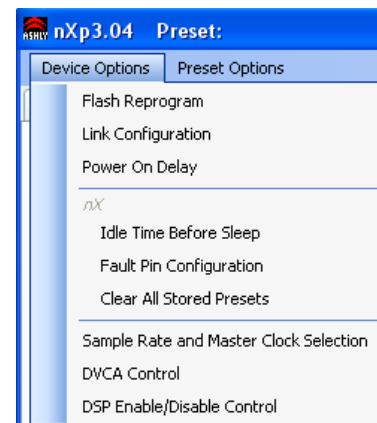 ASHLY nXp3.04 Preset:
Device Options Preset Options
Flash Reprogram
Link Configuration
Power On Delay
nX
Idle Time Before Sleep
Fault Pin Configuration
Clear All Stored Presets
Sample Rate and Master Clock Selection
DVCA Control
DSP Enable/Disable Control